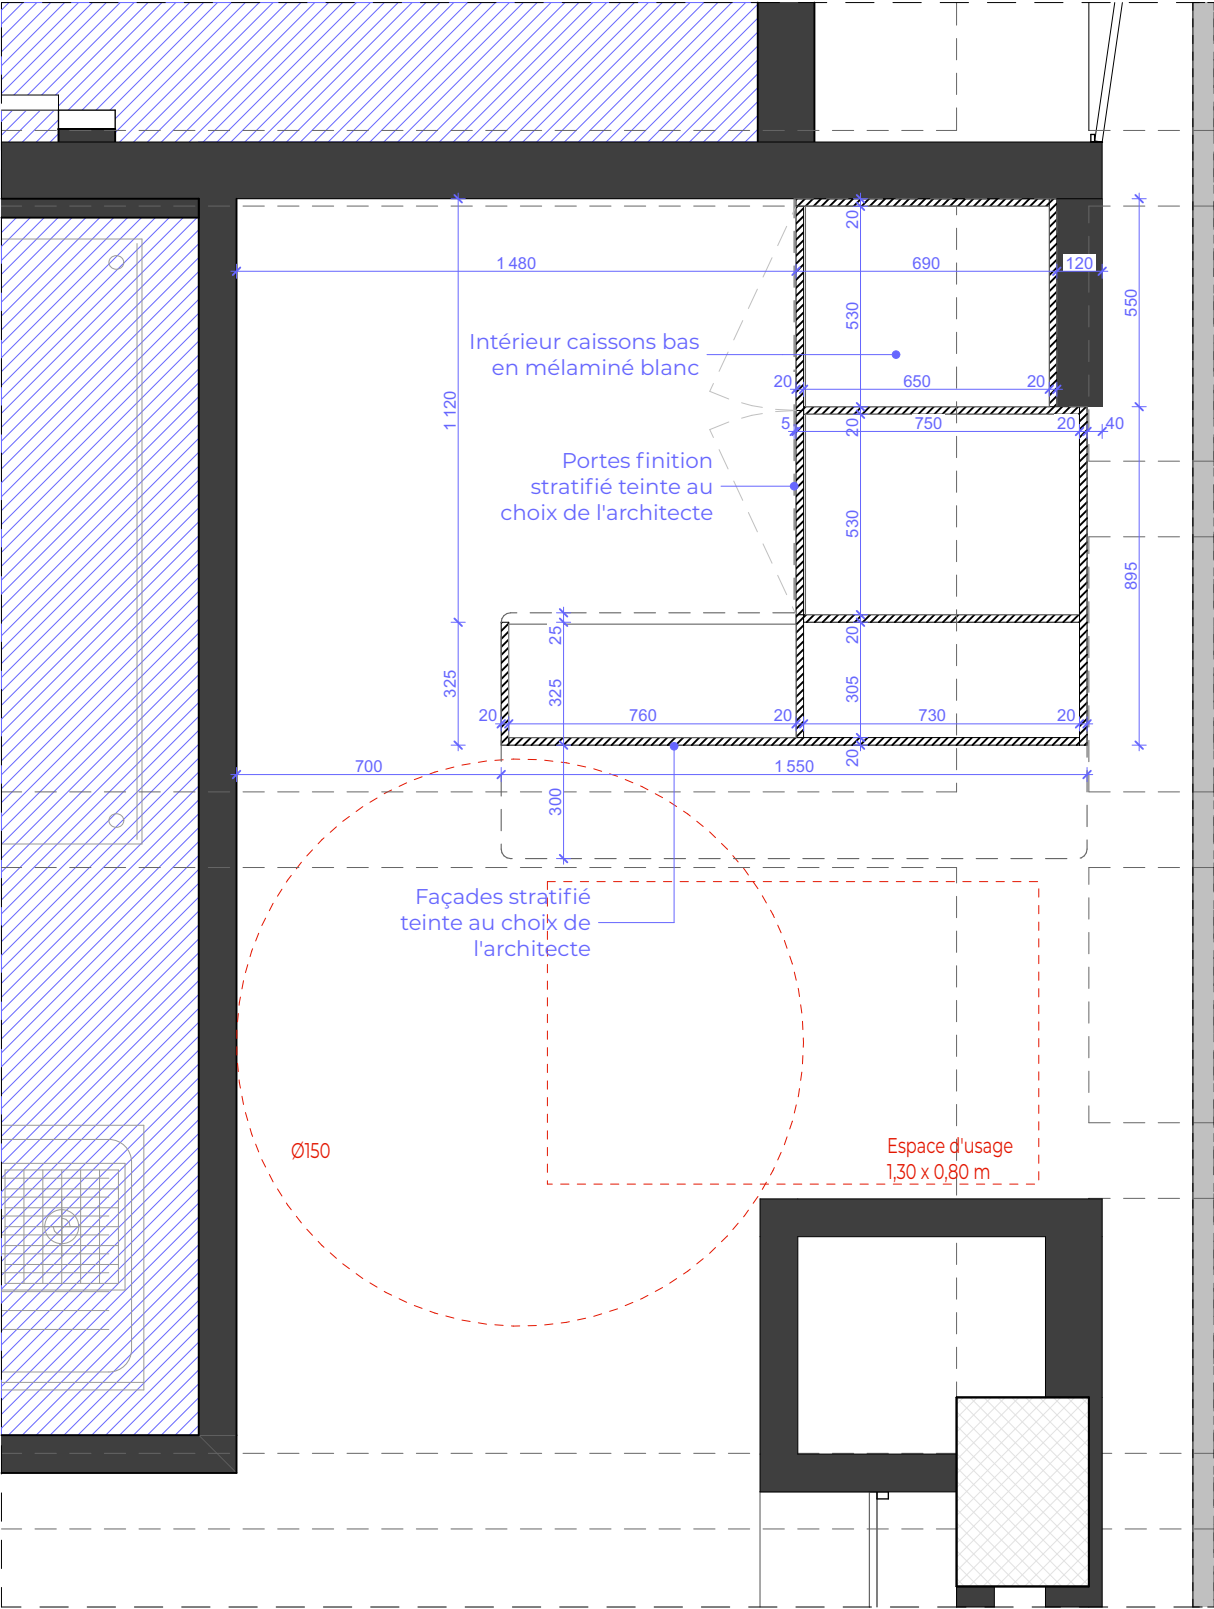 20
1 480
690
120
550
530
Intérieur caissons bas
en mélaminé blanc
20
650
20
1 120
5
20
750
20
40
Portes finition
stratifié teinte au
choix de l'architecte
530
895
25
20
325
325
305
20
760
20
730
20
20
700
1 550
300
Façades stratifié
teinte au choix de
l'architecte
Ø150
Espace d'usage
1,30 x 0,80 m